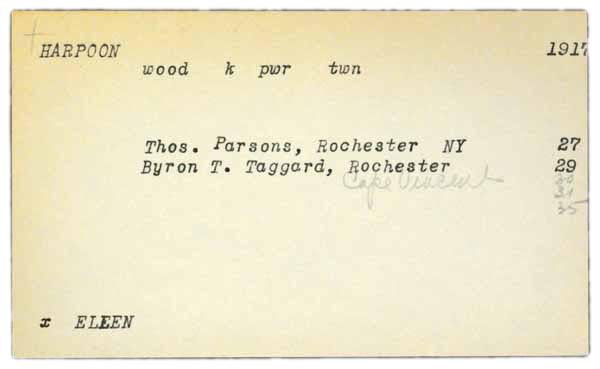 HARPOON 1917
wood k pwr twn
Thos. Parsons, Rochester NY 27
Byron T. Taggard, Rochester 29
Cape Vincent 30
31
35
x ELEEN